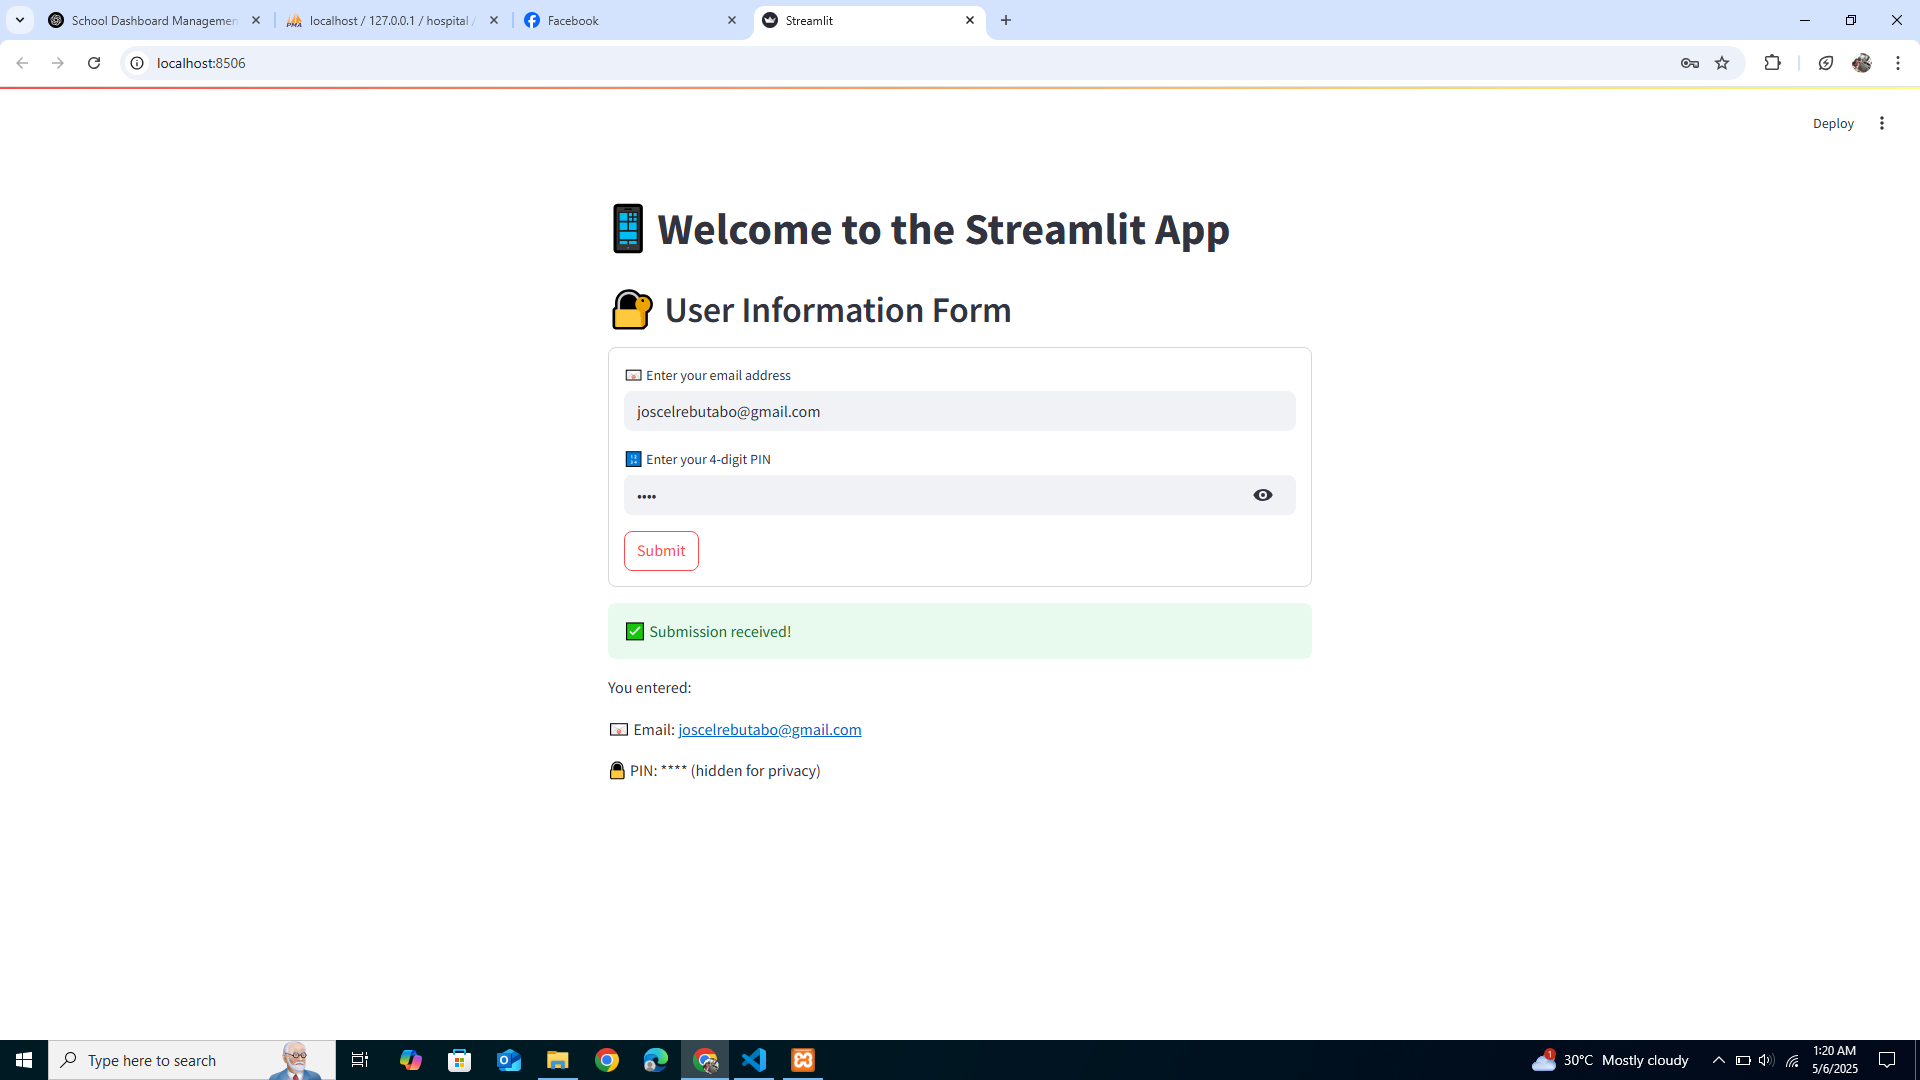 School Dashboard Managemen
localhost / 127.0.0.1 / hospital /
Facebook
Streamlit
localhost:8506
Deploy
Welcome to the Streamlit App
User Information Form
Enter your email address
joscelrebutabo@gmail.com
Enter your 4-digit PIN
••••
Submit
Submission received!
You entered:
Email: joscelrebutabo@gmail.com
PIN: **** (hidden for privacy)
Type here to search
1
30°C Mostly cloudy
1:20 AM
5/6/2025